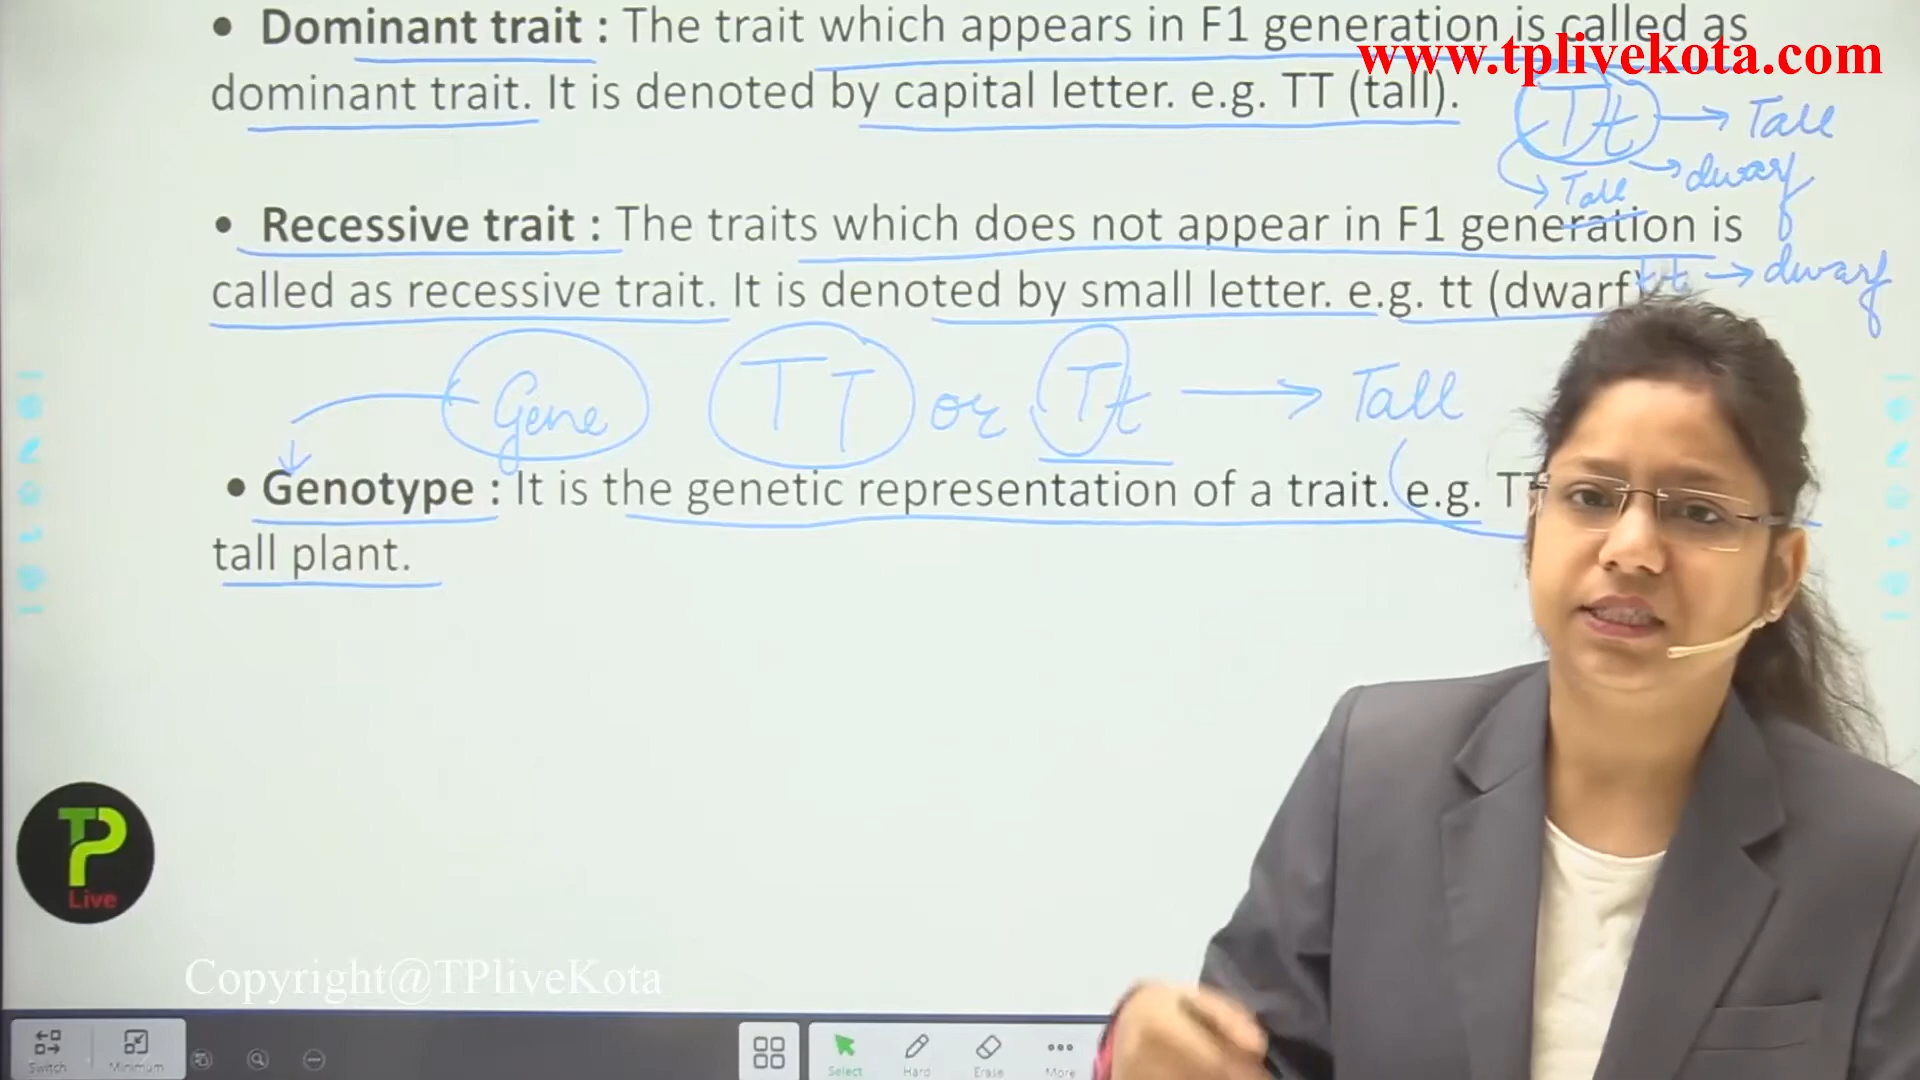 • Dominant trait : The trait which appears in F1 generation is called as
www.tplivekota.com
dominant trait. It is denoted by capital letter. e.g. TT (tall).
Tt → Tall
→ dwarf
→ Tall
• Recessive trait : The traits which does not appear in F1 generation is
called as recessive trait. It is denoted by small letter. e.g. tt (dwarf)
tt → dwarf
Gene TT or Tt → Tall
• Genotype : It is the genetic representation of a trait. e.g.
tall plant.
TP
Live
Copyright@TPliveKota
Switch Minimum Select Hard Erase More